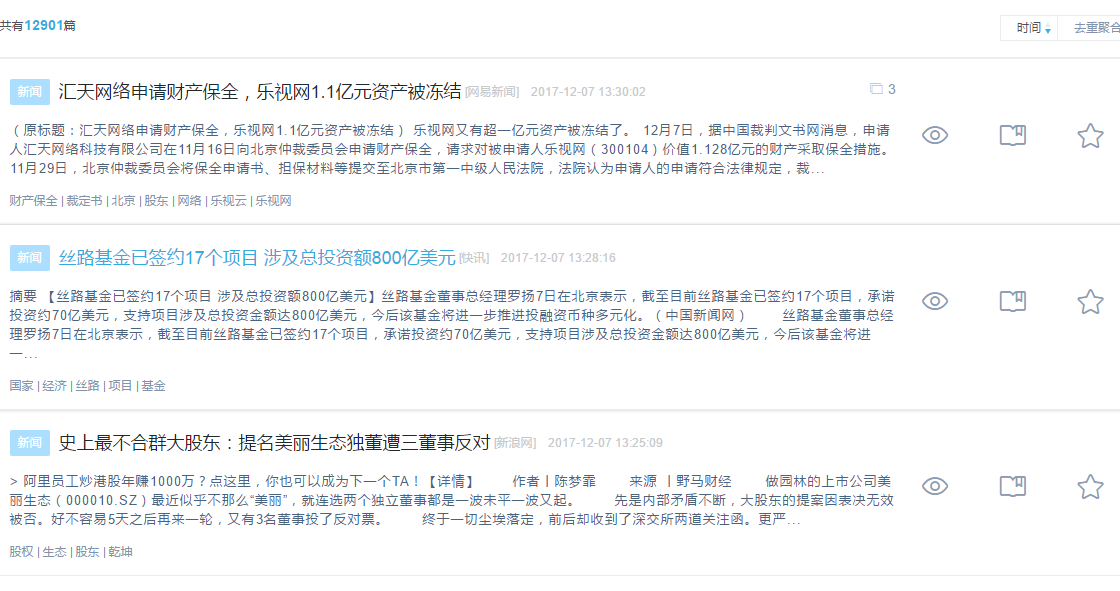 共有12901篇
时间 去重聚合
新闻 汇天网络申请财产保全，乐视网1.1亿元资产被冻结 [网易新闻] 2017-12-07 13:30:02 3
（原标题：汇天网络申请财产保全，乐视网1.1亿元资产被冻结） 乐视网又有超一亿元资产被冻结了。 12月7日，据中国裁判文书网消息，申请
人汇天网络科技有限公司在11月16日向北京仲裁委员会申请财产保全，请求对被申请人乐视网（300104）价值1.128亿元的财产采取保全措施。
11月29日，北京仲裁委员会将保全申请书、担保材料等提交至北京市第一中级人民法院，法院认为申请人的申请符合法律规定，裁...
财产保全 | 裁定书 | 北京 | 股东 | 网络 | 乐视云 | 乐视网
新闻 丝路基金已签约17个项目 涉及总投资额800亿美元 [快讯] 2017-12-07 13:28:16
摘要 【丝路基金已签约17个项目 涉及总投资额800亿美元】丝路基金董事总经理罗扬7日在北京表示，截至目前丝路基金已签约17个项目，承诺
投资约70亿美元，支持项目涉及总投资金额达800亿美元，今后该基金将进一步推进投融资币种多元化。（中国新闻网） 丝路基金董事总经
理罗扬7日在北京表示，截至目前丝路基金已签约17个项目，承诺投资约70亿美元，支持项目涉及总投资金额达800亿美元，今后该基金将进
一...
国家 | 经济 | 丝路 | 项目 | 基金
新闻 史上最不合群大股东：提名美丽生态独董遭三董事反对 [新浪网] 2017-12-07 13:25:09
> 阿里员工炒港股年赚1000万？点这里，你也可以成为下一个TA！【详情】 作者丨陈梦霏 来源 丨野马财经 做园林的上市公司美
丽生态（000010.SZ）最近似乎不那么“美丽”，就连选两个独立董事都是一波未平一波又起。 先是内部矛盾不断，大股东的提案因表决无效
被否。好不容易5天之后再来一轮，又有3名董事投了反对票。 终于一切尘埃落定，前后却收到了深交所两道关注函。更严...
股权 | 生态 | 股东 | 乾坤